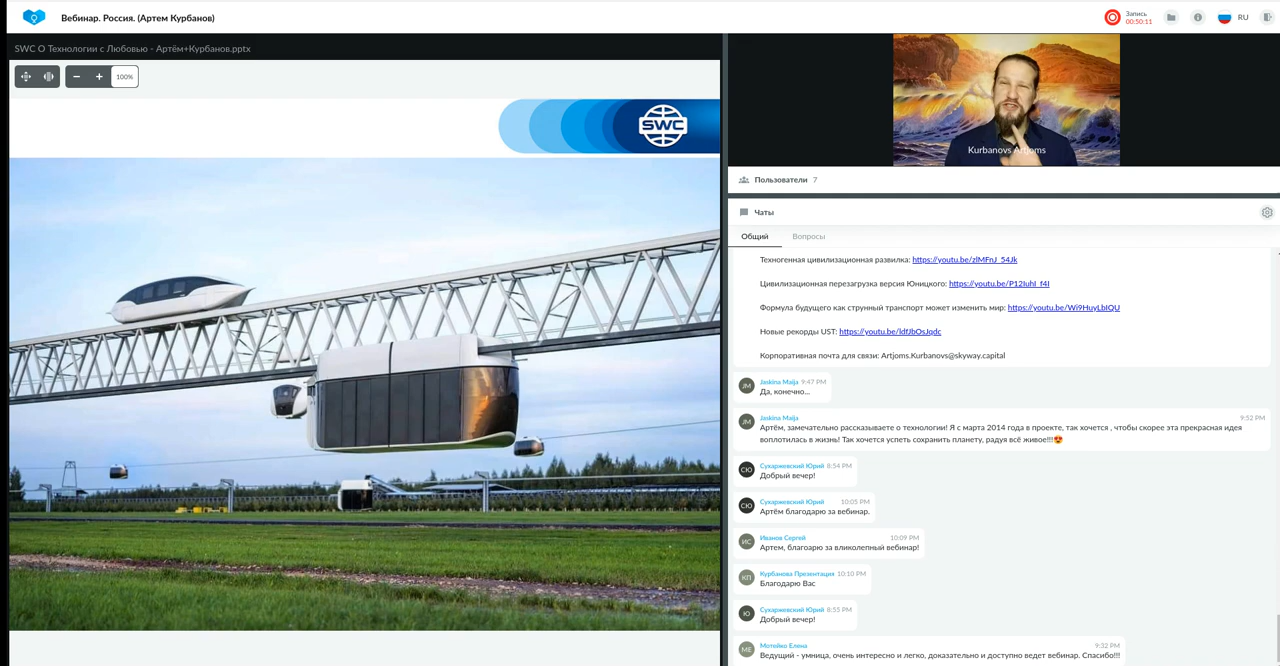 Вебинар. Россия. (Артем Курбанов)
Запись
00:50:11
RU
SWC О Технологии с Любовью - Артём+Курбанов.pptx
100%
SWC
Kurbanovs Artjoms
Пользователи 7
Чаты
Общий
Вопросы
Техногенная цивилизационная развилка: https://youtu.be/zlMFnJ_54Jk
Цивилизационная перезагрузка версия Юницкого: https://youtu.be/P12Iuhl_f4I
Формула будущего как струнный транспорт может изменить мир: https://youtu.be/Wi9HuyLbIQU
Новые рекорды UST: https://youtu.be/ldfJbOsJqdc
Корпоративная почта для связи: Artjoms.Kurbanovs@skyway.capital
JM
Jaskina Maija 9:47 PM
Да, конечно...
JM
Jaskina Maija 9:52 PM
Артём, замечательно рассказываете о технологии! Я с марта 2014 года в проекте, так хочется , чтобы скорее эта прекрасная идея
воплотилась в жизнь! Так хочется успеть сохранить планету, радуя всё живое!!!😍
СЮ
Сухаржевский Юрий 8:54 PM
Добрый вечер!
СЮ
Сухаржевский Юрий 10:05 PM
Артём благодарю за вебинар.
ИС
Иванов Сергей 10:09 PM
Артем, благоарю за вликолепный вебинар!
КП
Курбанова Презентация 10:10 PM
Благодарю Вас
Ю
Сухаржевский Юрий 8:55 PM
Добрый вечер!
МЕ
Мотейко Елена 9:32 PM
Ведущий - умница, очень интересно и легко, доказательно и доступно ведет вебинар. Спасибо!!!